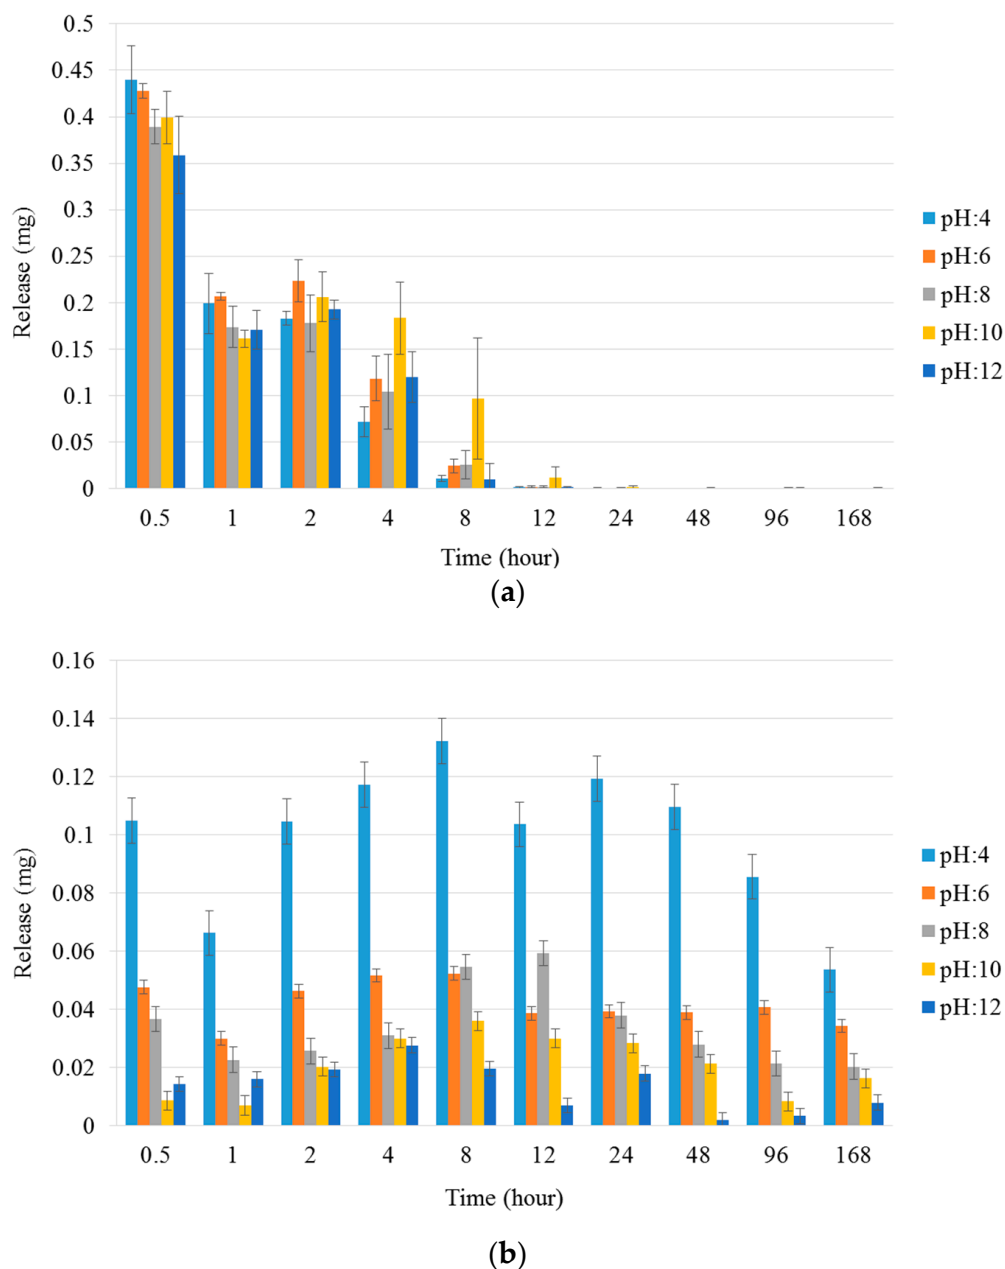 0.5
0.45
0.4
0.35
0.3
0.25
0.2
0.15
0.1
0.05
0
Release (mg)
0.5 1 2 4 8 12 24 48 96 168
Time (hour)
pH:4
pH:6
pH:8
pH:10
pH:12
(a)
0.16
0.14
0.12
0.1
0.08
0.06
0.04
0.02
0
Release (mg)
0.5 1 2 4 8 12 24 48 96 168
Time (hour)
pH:4
pH:6
pH:8
pH:10
pH:12
(b)